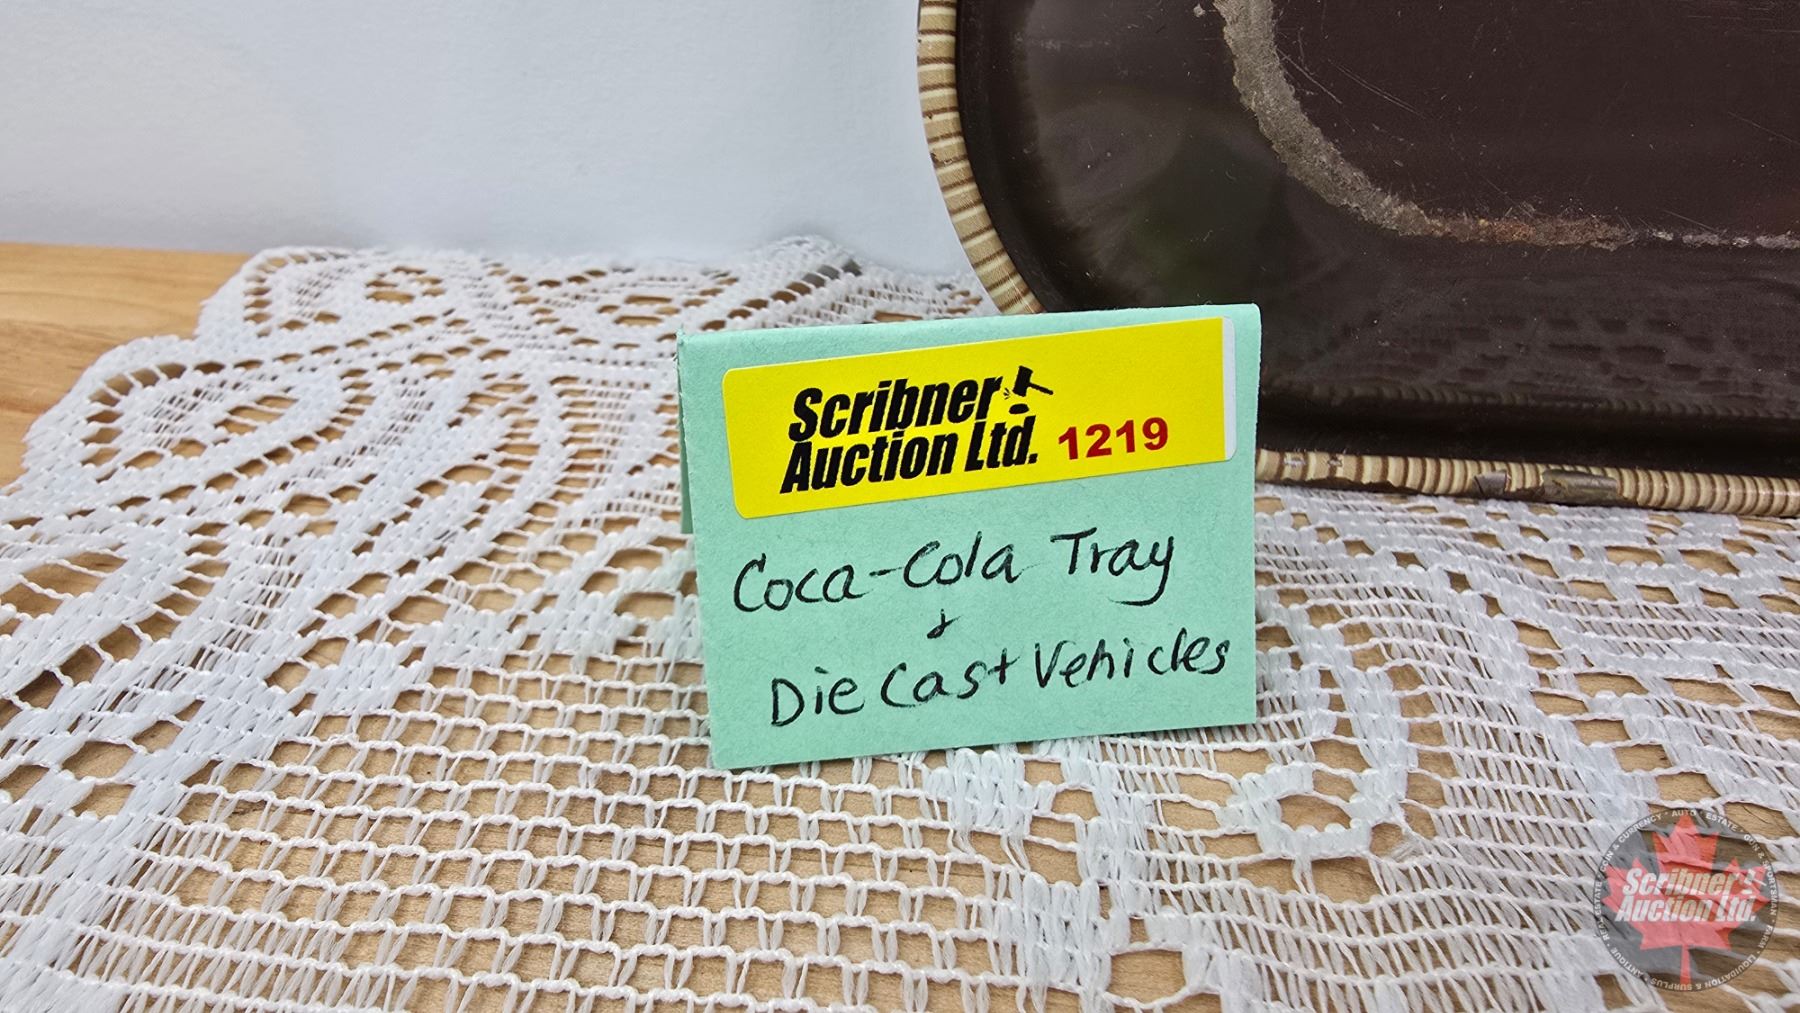 Scribner
Auction Ltd. 1219
Coca-Cola Tray
&
Die Cast Vehicles
Scribner
Auction Ltd.